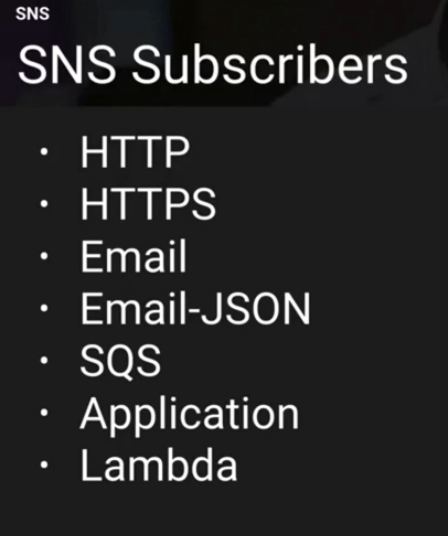 SNS
SNS Subscribers
• HTTP
• HTTPS
• Email
• Email-JSON
• SQS
• Application
• Lambda